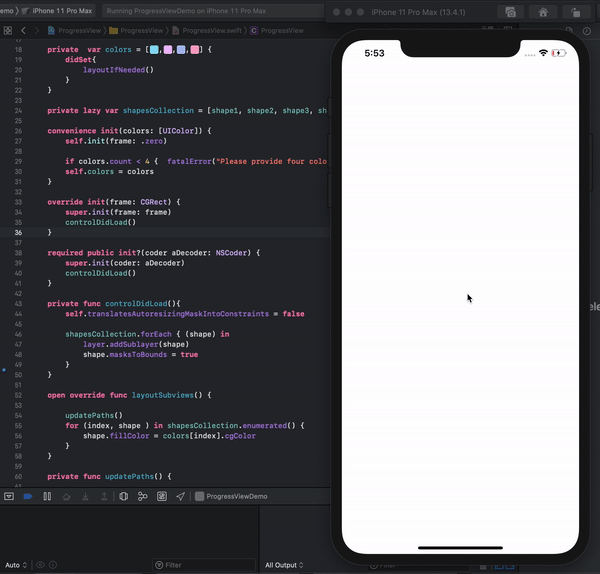 emo
iPhone 11 Pro Max
Running ProgressViewDemo on iPhone 11 Pro Max
iPhone 11 Pro Max (13.4.1)
ProgressView
ProgressView
ProgressView.swift
C ProgressView
5:53
18 private var colors = [ , , , ] {
19 didSet{
20 layoutIfNeeded()
21 }
22 }
23
24 private lazy var shapesCollection = [shape1, shape2, shape3, sh
25
26 convenience init(colors: [UIColor]) {
27 self.init(frame: .zero)
28
29 if colors.count < 4 { fatalError("Please provide four colo
30 self.colors = colors
31 }
32
33 override init(frame: CGRect) {
34 super.init(frame: frame)
35 controlDidLoad()
36 }
37
38 required public init?(coder aDecoder: NSCoder) {
39 super.init(coder: aDecoder)
40 controlDidLoad()
41 }
42
43 private func controlDidLoad(){
44 self.translatesAutoresizingMaskIntoConstraints = false
45
46 shapesCollection.forEach { (shape) in
47 layer.addSublayer(shape)
48 shape.masksToBounds = true
49 }
50 }
51
52 open override func layoutSubviews() {
53
54 updatePaths()
55 for (index, shape ) in shapesCollection.enumerated() {
56 shape.fillColor = colors[index].cgColor
57 }
58 }
59
60 private func updatePaths() {
ele
ProgressViewDemo
Auto
Filter
All Output
Filter